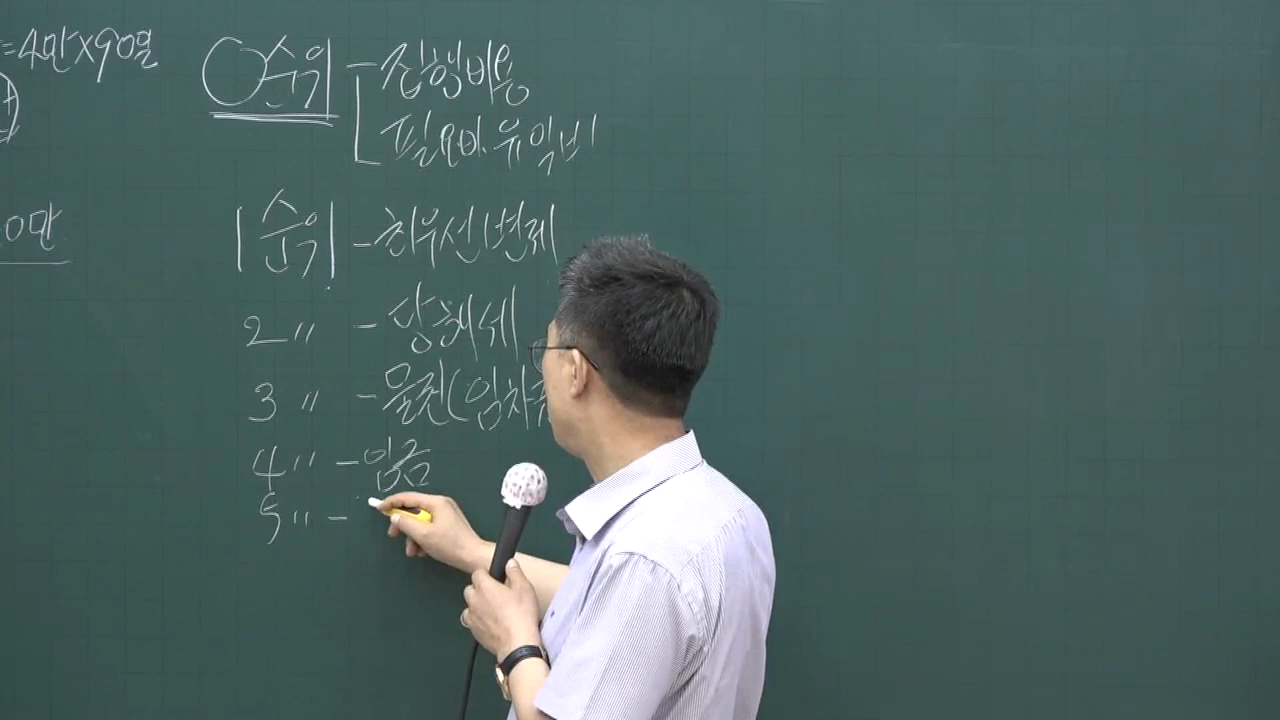 =4만×90일
0순위 - 집행비용
필요비.유익비
0만
1순위 - 최우선변제
2 〃 - 당해세
3 〃 - 물권(임차
4 〃 - 임금
5 〃 -